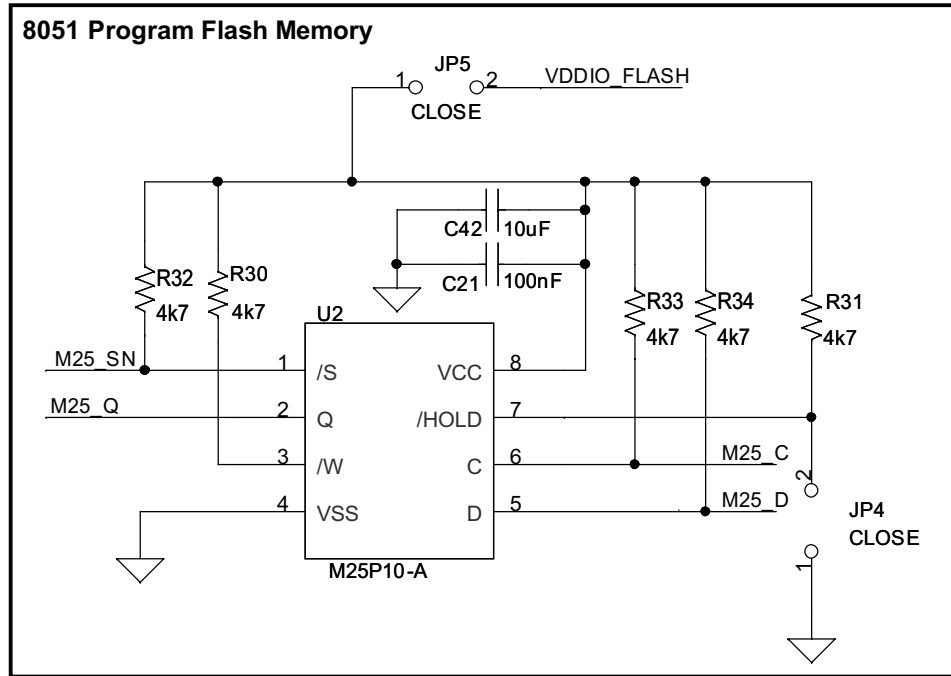 8051 Program Flash Memory
JP5
1
2
VDDIO_FLASH
CLOSE
C42
10uF
C21
100nF
R32
4k7
R30
4k7
R33
4k7
R34
4k7
R31
4k7
U2
M25_SN
1
/S
VCC
8
M25_Q
2
Q
/HOLD
7
3
/W
C
6
M25_C
4
VSS
D
5
M25_D
M25P10-A
2
JP4
CLOSE
1